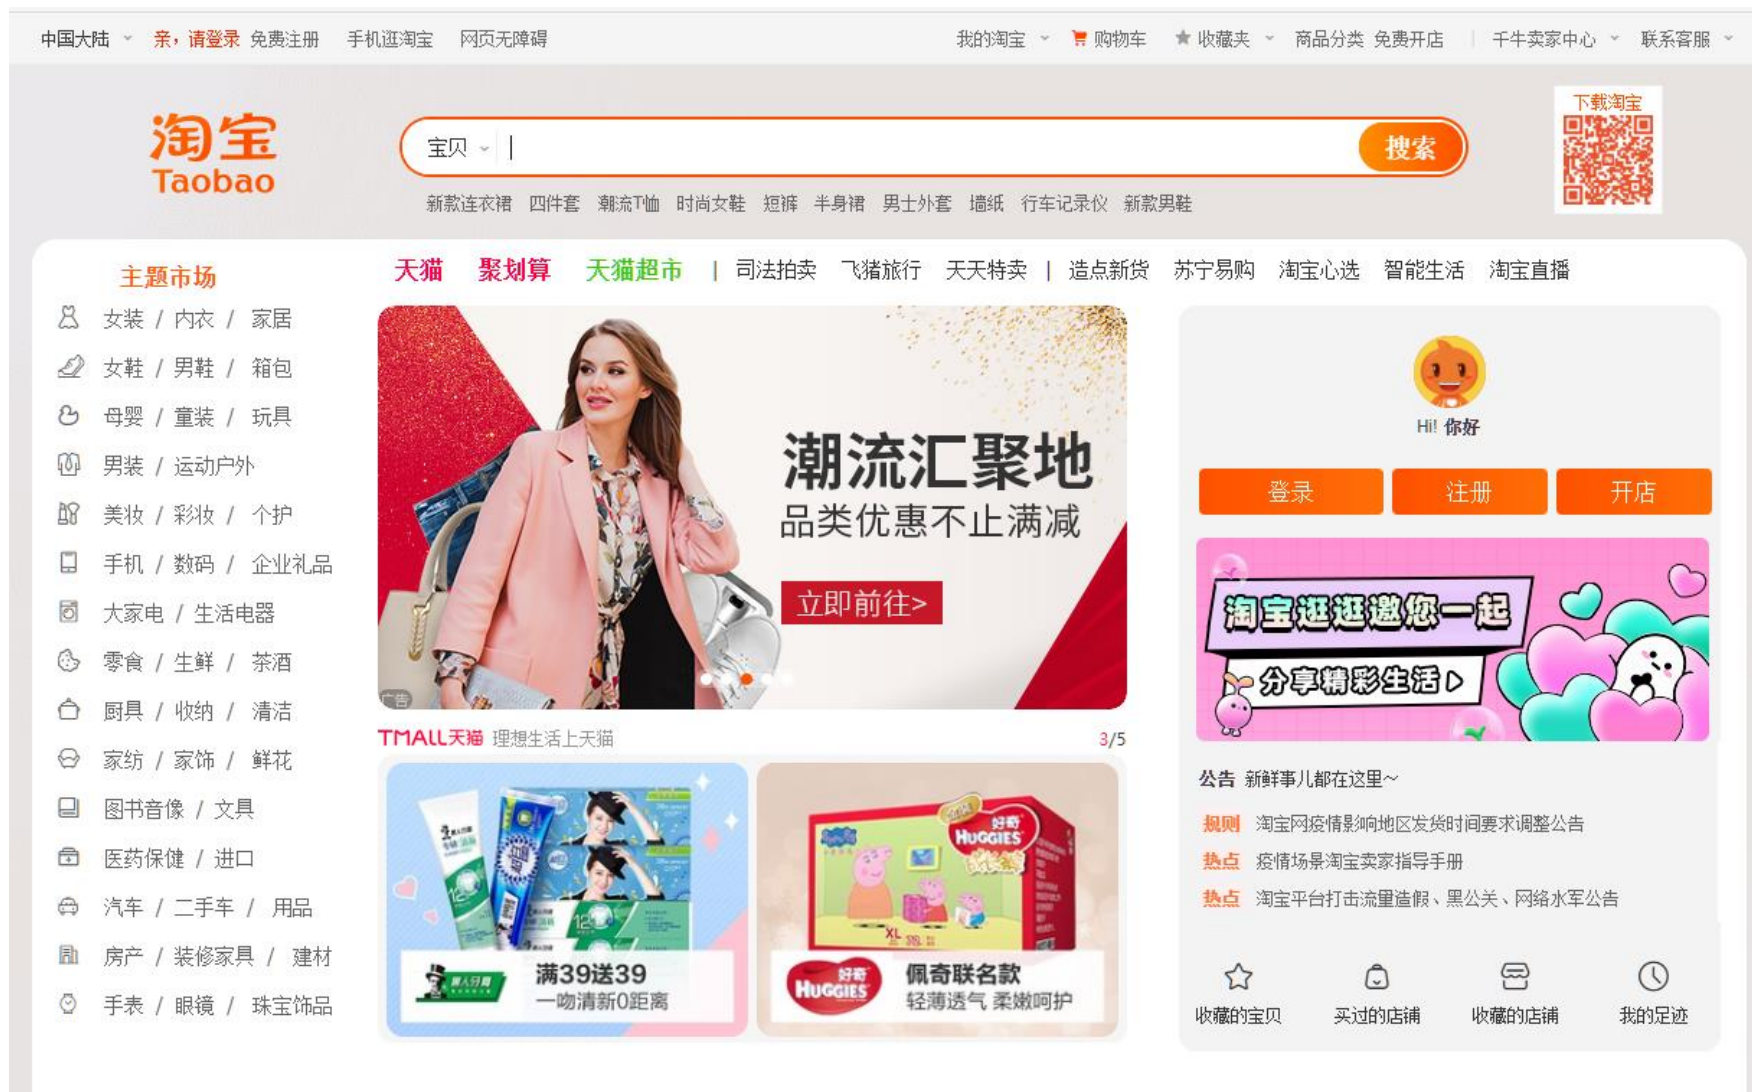 中国大陆 亲，请登录 免费注册 手机逛淘宝 网页无障碍 我的淘宝 购物车 收藏夹 商品分类 免费开店 千牛卖家中心 联系客服
下载淘宝
淘宝
Taobao
宝贝 搜索
新款连衣裙 四件套 潮流T恤 时尚女鞋 短裤 半身裙 男士外套 墙纸 行车记录仪 新款男鞋
主题市场
女装 / 内衣 / 家居
女鞋 / 男鞋 / 箱包
母婴 / 童装 / 玩具
男装 / 运动户外
美妆 / 彩妆 / 个护
手机 / 数码 / 企业礼品
大家电 / 生活电器
零食 / 生鲜 / 茶酒
厨具 / 收纳 / 清洁
家纺 / 家饰 / 鲜花
图书音像 / 文具
医药保健 / 进口
汽车 / 二手车 / 用品
房产 / 装修家具 / 建材
手表 / 眼镜 / 珠宝饰品
天猫 聚划算 天猫超市 | 司法拍卖 飞猪旅行 天天特卖 | 造点新货 苏宁易购 淘宝心选 智能生活 淘宝直播
潮流汇聚地
品类优惠不止满减
立即前往>
广告
TMALL天猫 理想生活上天猫 3/5
黑人牙膏
满39送39
一吻清新0距离
好奇
HUGGIES
XL
好奇
HUGGIES
佩奇联名款
轻薄透气 柔嫩呵护
Hi! 你好
登录 注册 开店
淘宝逛逛邀您一起
分享精彩生活
公告 新鲜事儿都在这里～
规则 淘宝网疫情影响地区发货时间要求调整公告
热点 疫情场景淘宝卖家指导手册
热点 淘宝平台打击流量造假、黑公关、网络水军公告
收藏的宝贝 买过的店铺 收藏的店铺 我的足迹